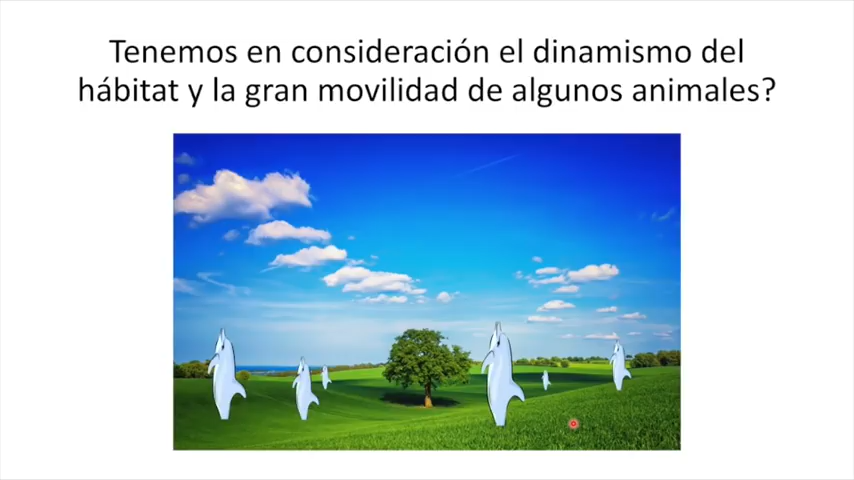 Tenemos en consideración el dinamismo del
hábitat y la gran movilidad de algunos animales?